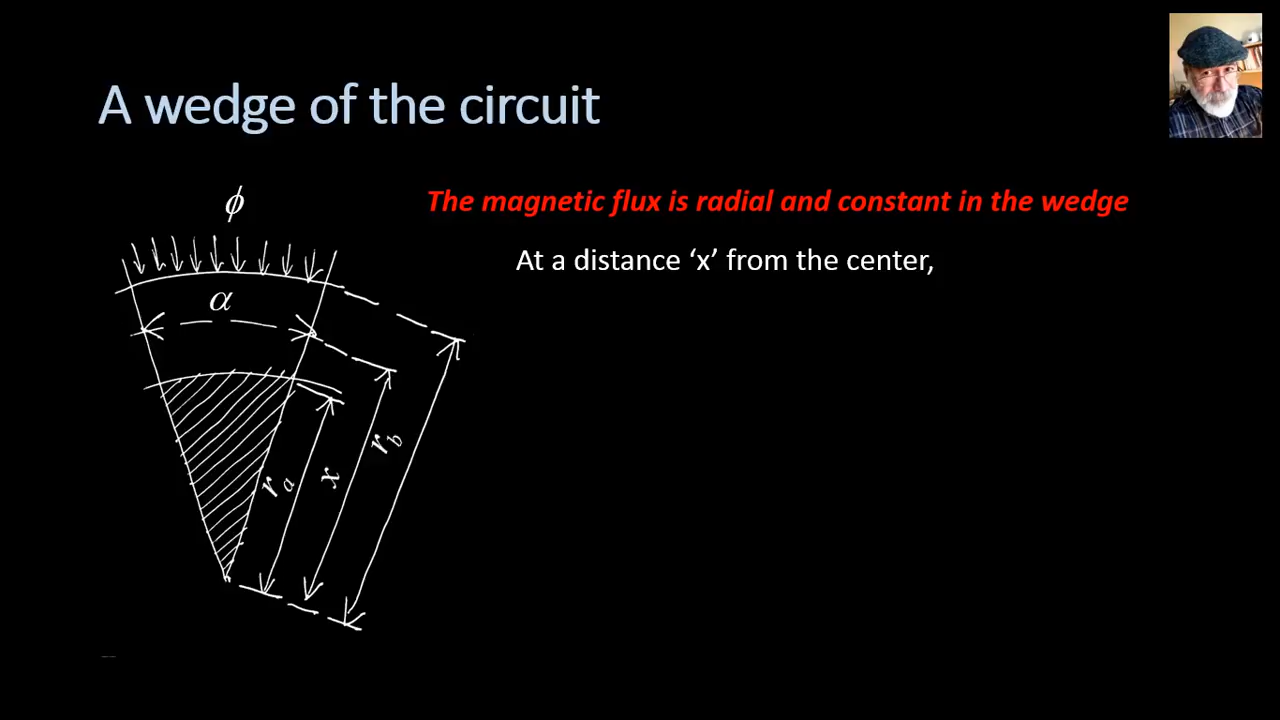 A wedge of the circuit
ϕ
The magnetic flux is radial and constant in the wedge
At a distance ‘x’ from the center,
α
r_b
r_a
x